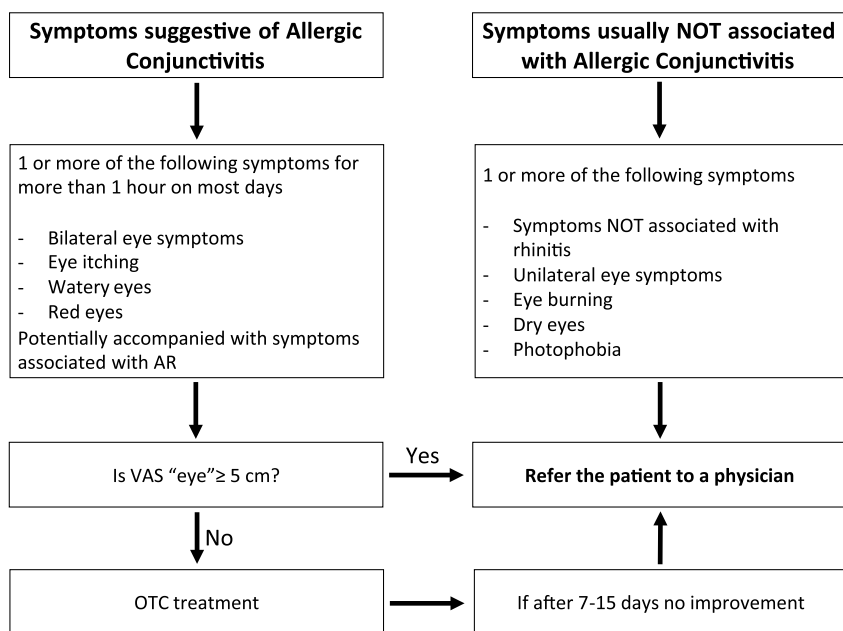 Symptoms suggestive of Allergic
Conjunctivitis
Symptoms usually NOT associated
with Allergic Conjunctivitis
1 or more of the following symptoms for
more than 1 hour on most days
- Bilateral eye symptoms
- Eye itching
- Watery eyes
- Red eyes
Potentially accompanied with symptoms
associated with AR
1 or more of the following symptoms
- Symptoms NOT associated with
rhinitis
- Unilateral eye symptoms
- Eye burning
- Dry eyes
- Photophobia
Is VAS “eye”≥ 5 cm?
Yes
Refer the patient to a physician
No
OTC treatment
If after 7-15 days no improvement